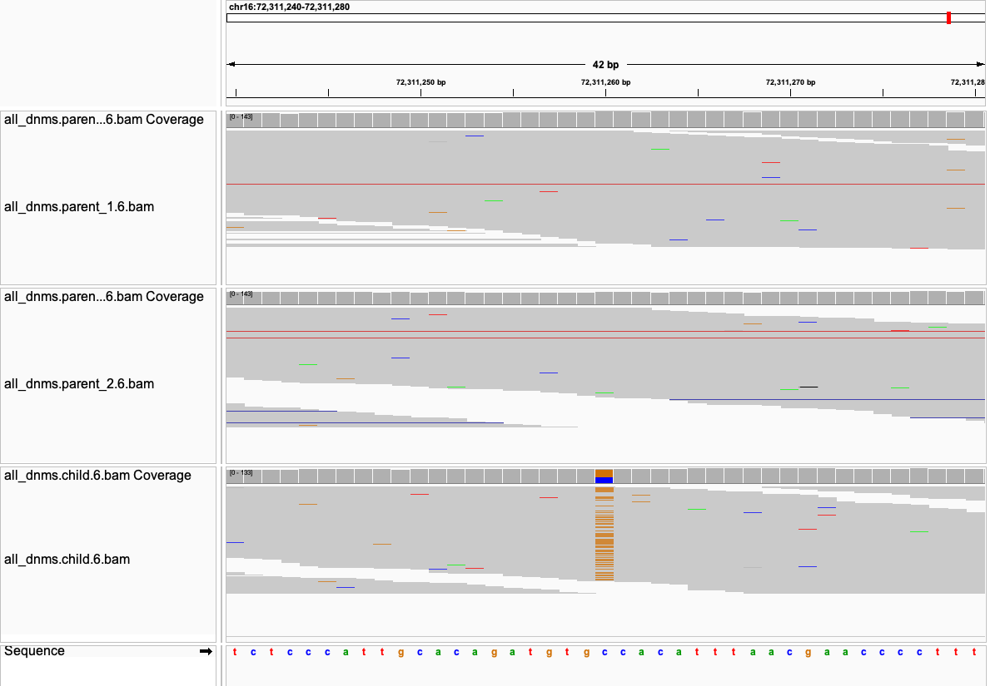 chr16:72,311,240-72,311,280
42 bp
72,311,250 bp 72,311,260 bp 72,311,270 bp 72,311,28
all_dnms.paren...6.bam Coverage [0 - 143]
all_dnms.parent_1.6.bam
all_dnms.paren...6.bam Coverage [0 - 143]
all_dnms.parent_2.6.bam
all_dnms.child.6.bam Coverage [0 - 133]
all_dnms.child.6.bam
Sequence t c t c c c a t t g c a c a g a t g t g c c a c a t t t a a c g a a c c c c t t t